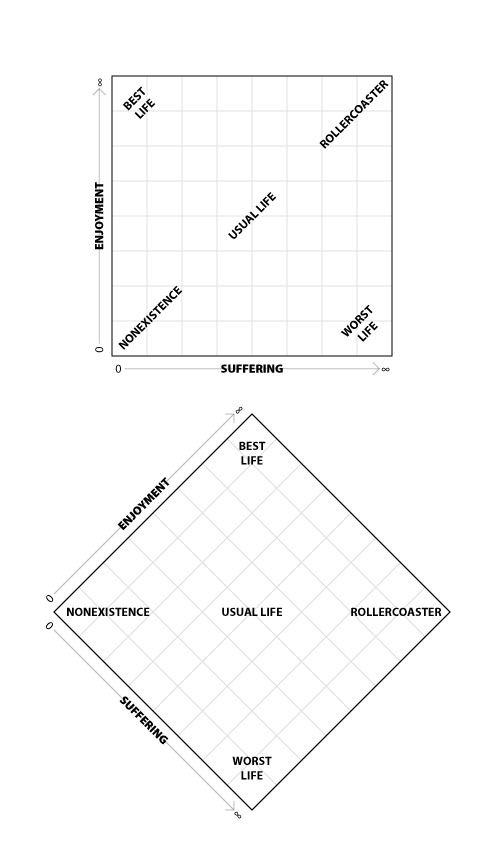 ∞
BEST
LIFE
ROLLERCOASTER
ENJOYMENT
USUAL LIFE
NONEXISTENCE
WORST
LIFE
0
0
SUFFERING
∞
∞
BEST
LIFE
ENJOYMENT
0
NONEXISTENCE
USUAL LIFE
ROLLERCOASTER
0
SUFFERING
WORST
LIFE
∞